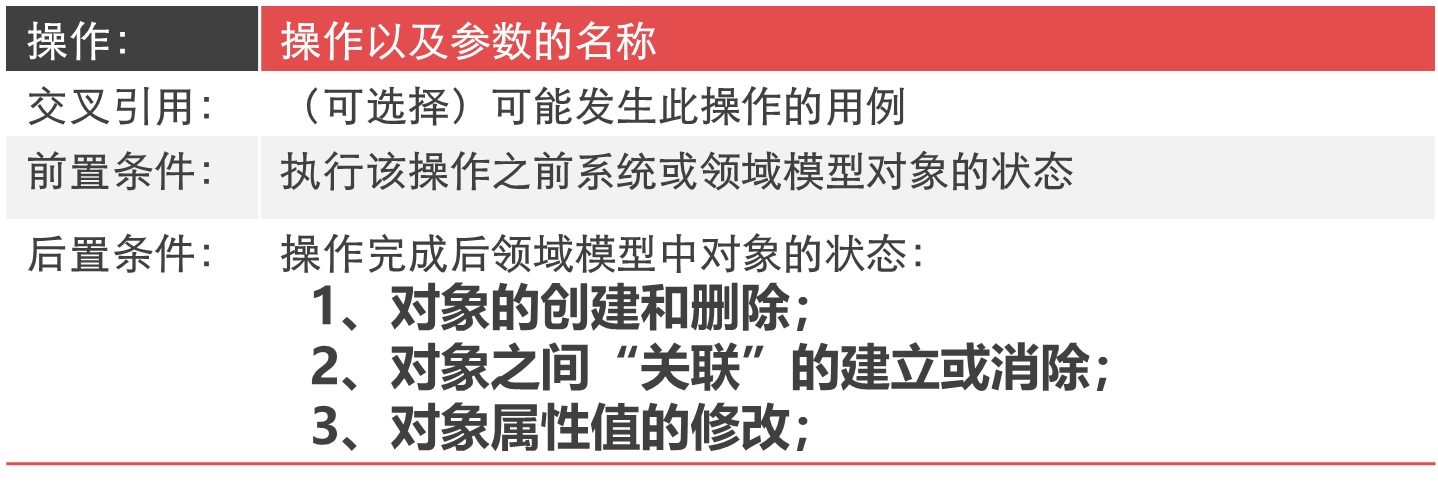 操作： 操作以及参数的名称
交叉引用： （可选择）可能发生此操作的用例
前置条件： 执行该操作之前系统或领域模型对象的状态
后置条件： 操作完成后领域模型中对象的状态：
1、对象的创建和删除；
2、对象之间“关联”的建立或消除；
3、对象属性值的修改；